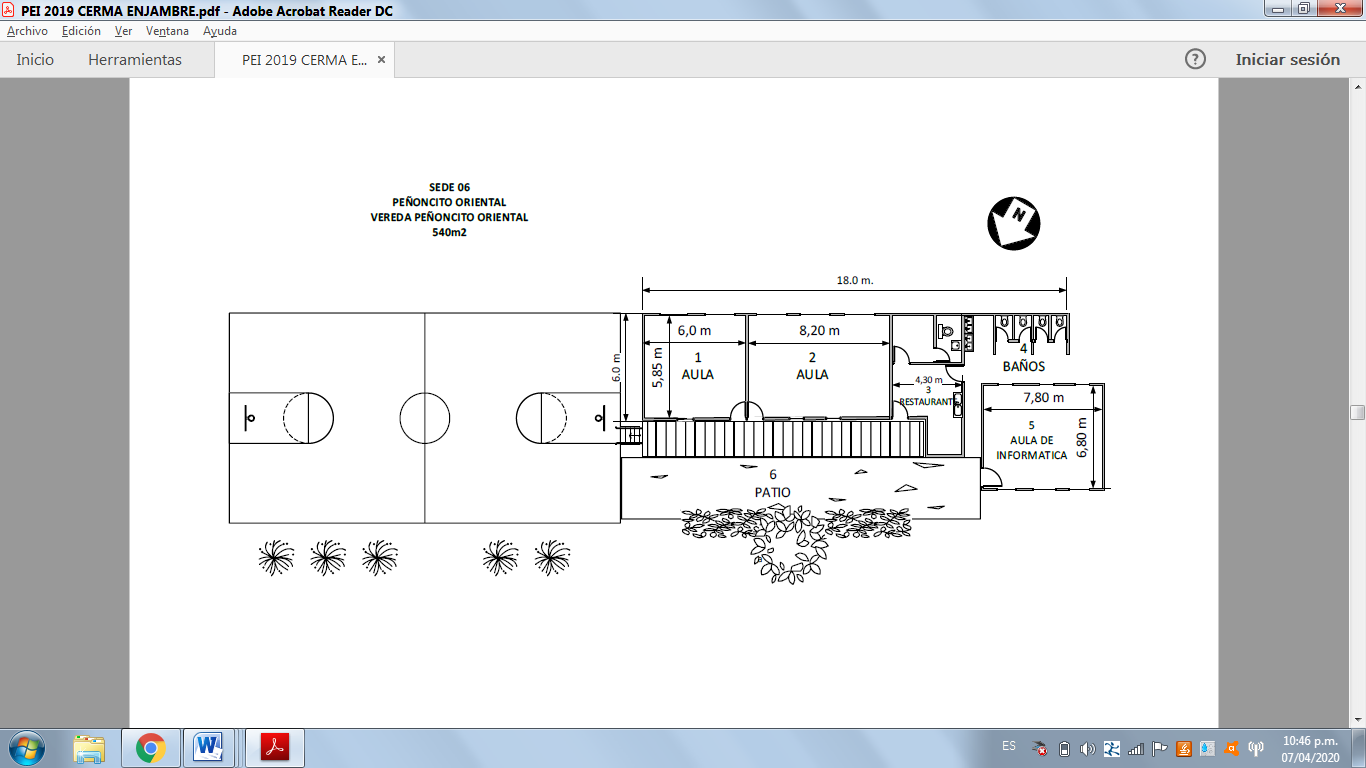 PEI 2019 CERMA ENJAMBRE.pdf - Adobe Acrobat Reader DC
Archivo Edición Ver Ventana Ayuda
Inicio Herramientas PEI 2019 CERMA E... × ? Iniciar sesión
SEDE 06
PEÑONCITO ORIENTAL
VEREDA PEÑONCITO ORIENTAL
540m2
N
18.0 m.
6.0 m
6,0 m
5,85 m
1
AULA
8,20 m
2
AULA
4,30 m
3
RESTAURANTE
4
BAÑOS
7,80 m
5
AULA DE
INFORMATICA
6,80 m
6
PATIO
ES
10:46 p.m.
07/04/2020